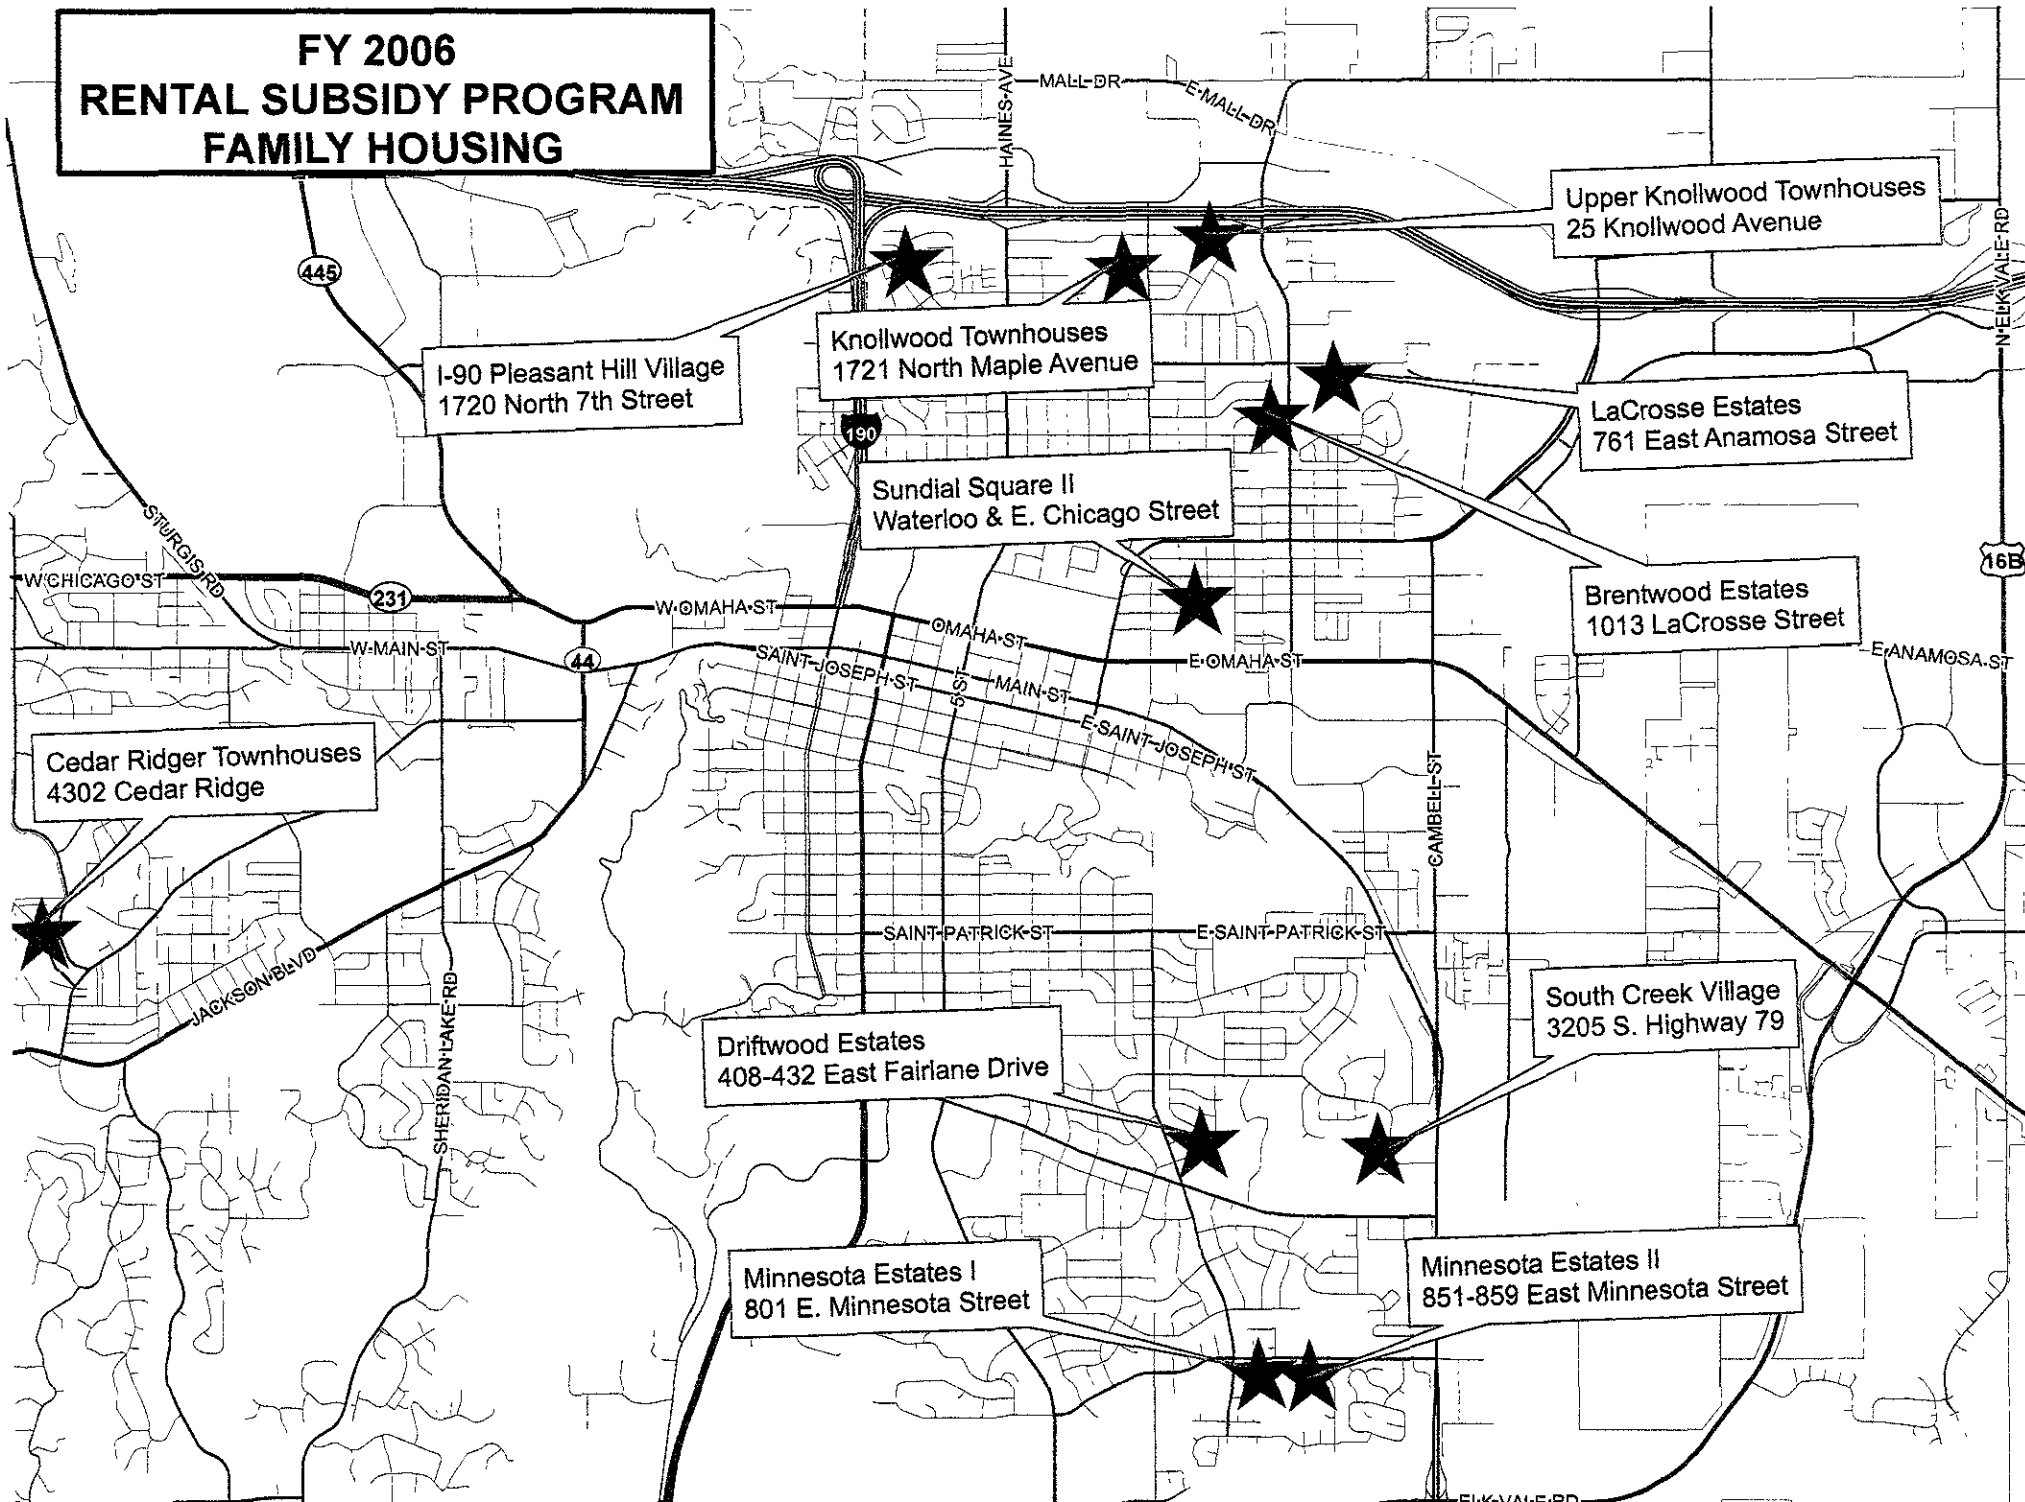 FY 2006
RENTAL SUBSIDY PROGRAM
FAMILY HOUSING
HAINES AVE
MALL DR
E MALL DR
Upper Knollwood Townhouses
25 Knollwood Avenue
N ELK VALE RD
445
I-90 Pleasant Hill Village
1720 North 7th Street
Knollwood Townhouses
1721 North Maple Avenue
190
LaCrosse Estates
761 East Anamosa Street
Sundial Square II
Waterloo & E. Chicago Street
STURGIS RD
W CHICAGO ST
231
16B
Brentwood Estates
1013 LaCrosse Street
W OMAHA ST
OMAHA ST
E OMAHA ST
E ANAMOSA ST
W MAIN ST
44
SAINT JOSEPH ST
5 ST
MAIN ST
E SAINT JOSEPH ST
Cedar Ridger Townhouses
4302 Cedar Ridge
CAMBELL ST
SAINT PATRICK ST
E SAINT PATRICK ST
JACKSON BLVD
SHERIDAN LAKE RD
South Creek Village
3205 S. Highway 79
Driftwood Estates
408-432 East Fairlane Drive
Minnesota Estates I
801 E. Minnesota Street
Minnesota Estates II
851-859 East Minnesota Street
ELK VALE RD